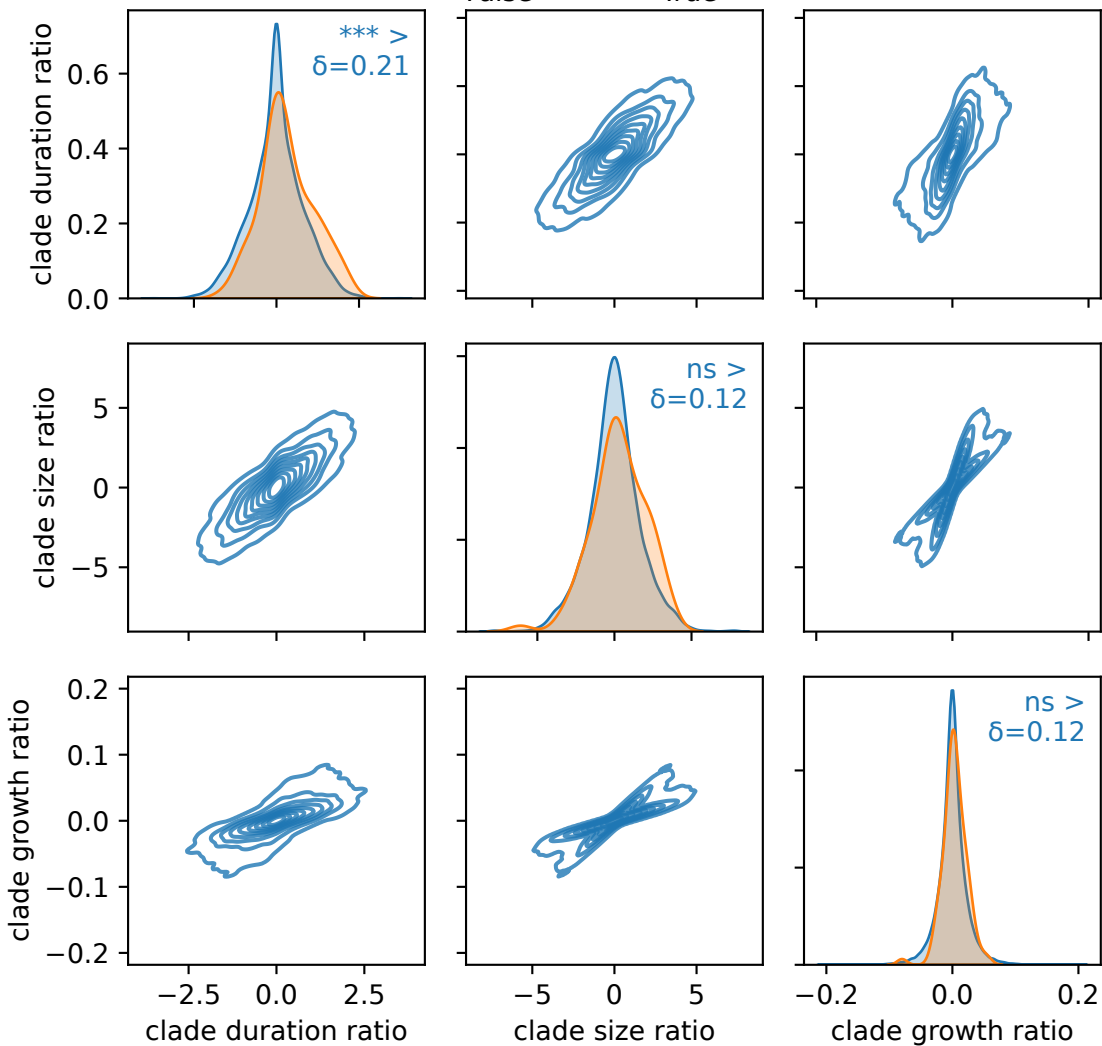 *** >
δ=0.21
clade duration ratio
0.6
0.4
0.2
0.0
ns >
δ=0.12
clade size ratio
5
0
−5
ns >
δ=0.12
clade growth ratio
0.2
0.1
0.0
−0.1
−0.2
−2.5 0.0 2.5 −5 0 5 −0.2 0.0 0.2
clade duration ratio clade size ratio clade growth ratio